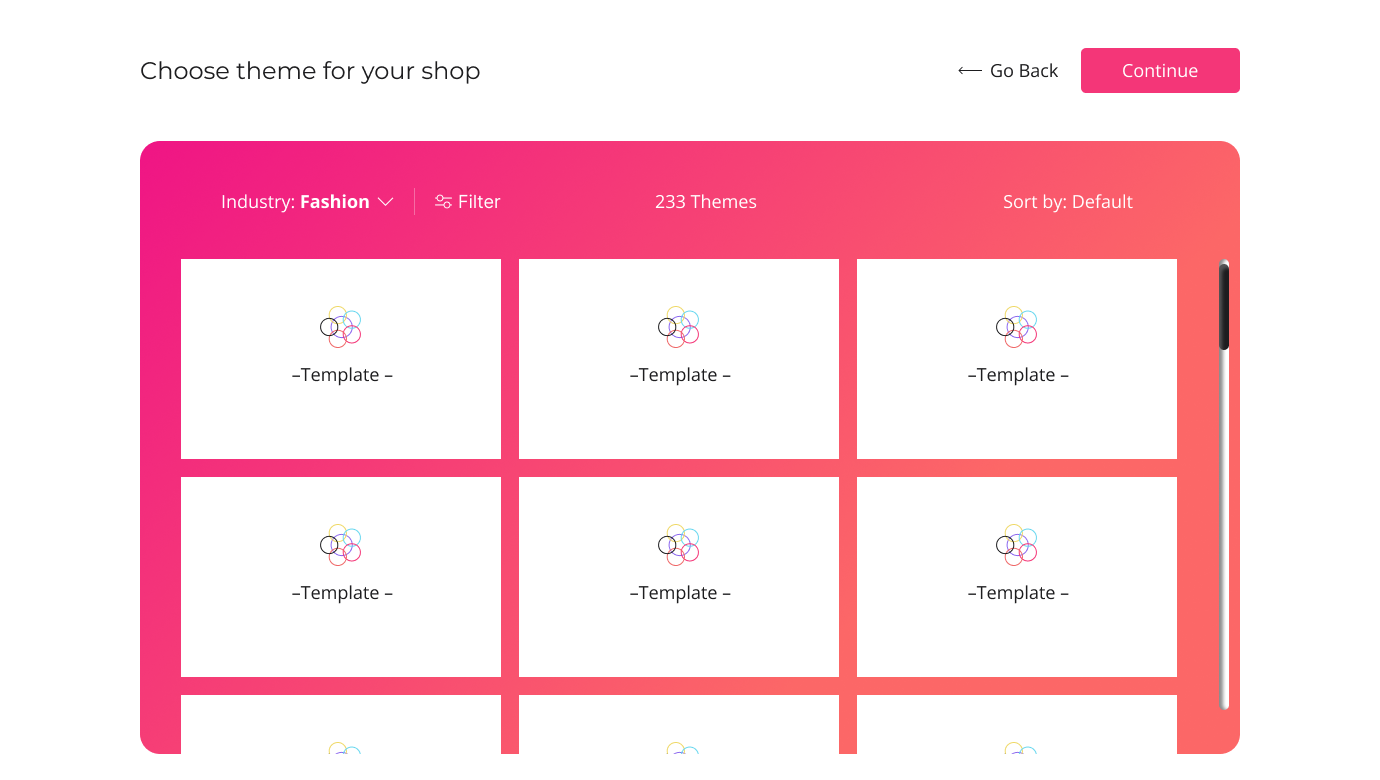 Choose theme for your shop
Go Back
Continue
Industry: Fashion
Filter
233 Themes
Sort by: Default
–Template –
–Template –
–Template –
–Template –
–Template –
–Template –